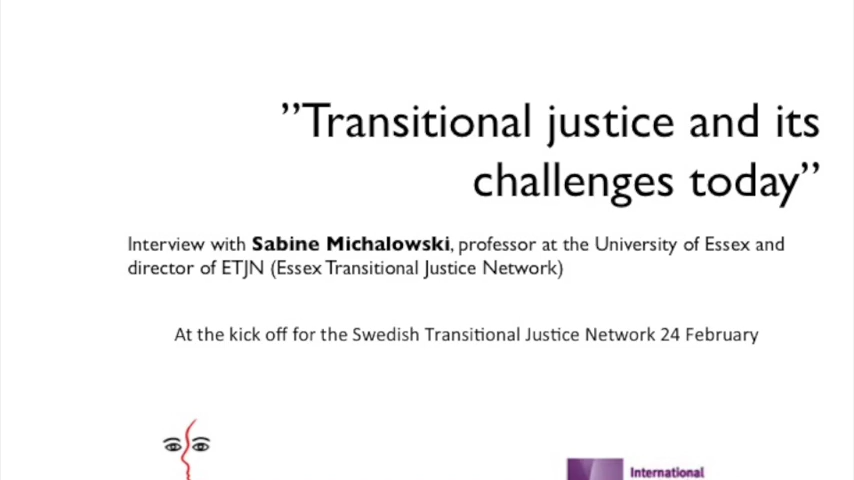 ”Transitional justice and its
challenges today”
Interview with Sabine Michalowski, professor at the University of Essex and
director of ETJN (Essex Transitional Justice Network)
At the kick off for the Swedish Transitional Justice Network 24 February
International